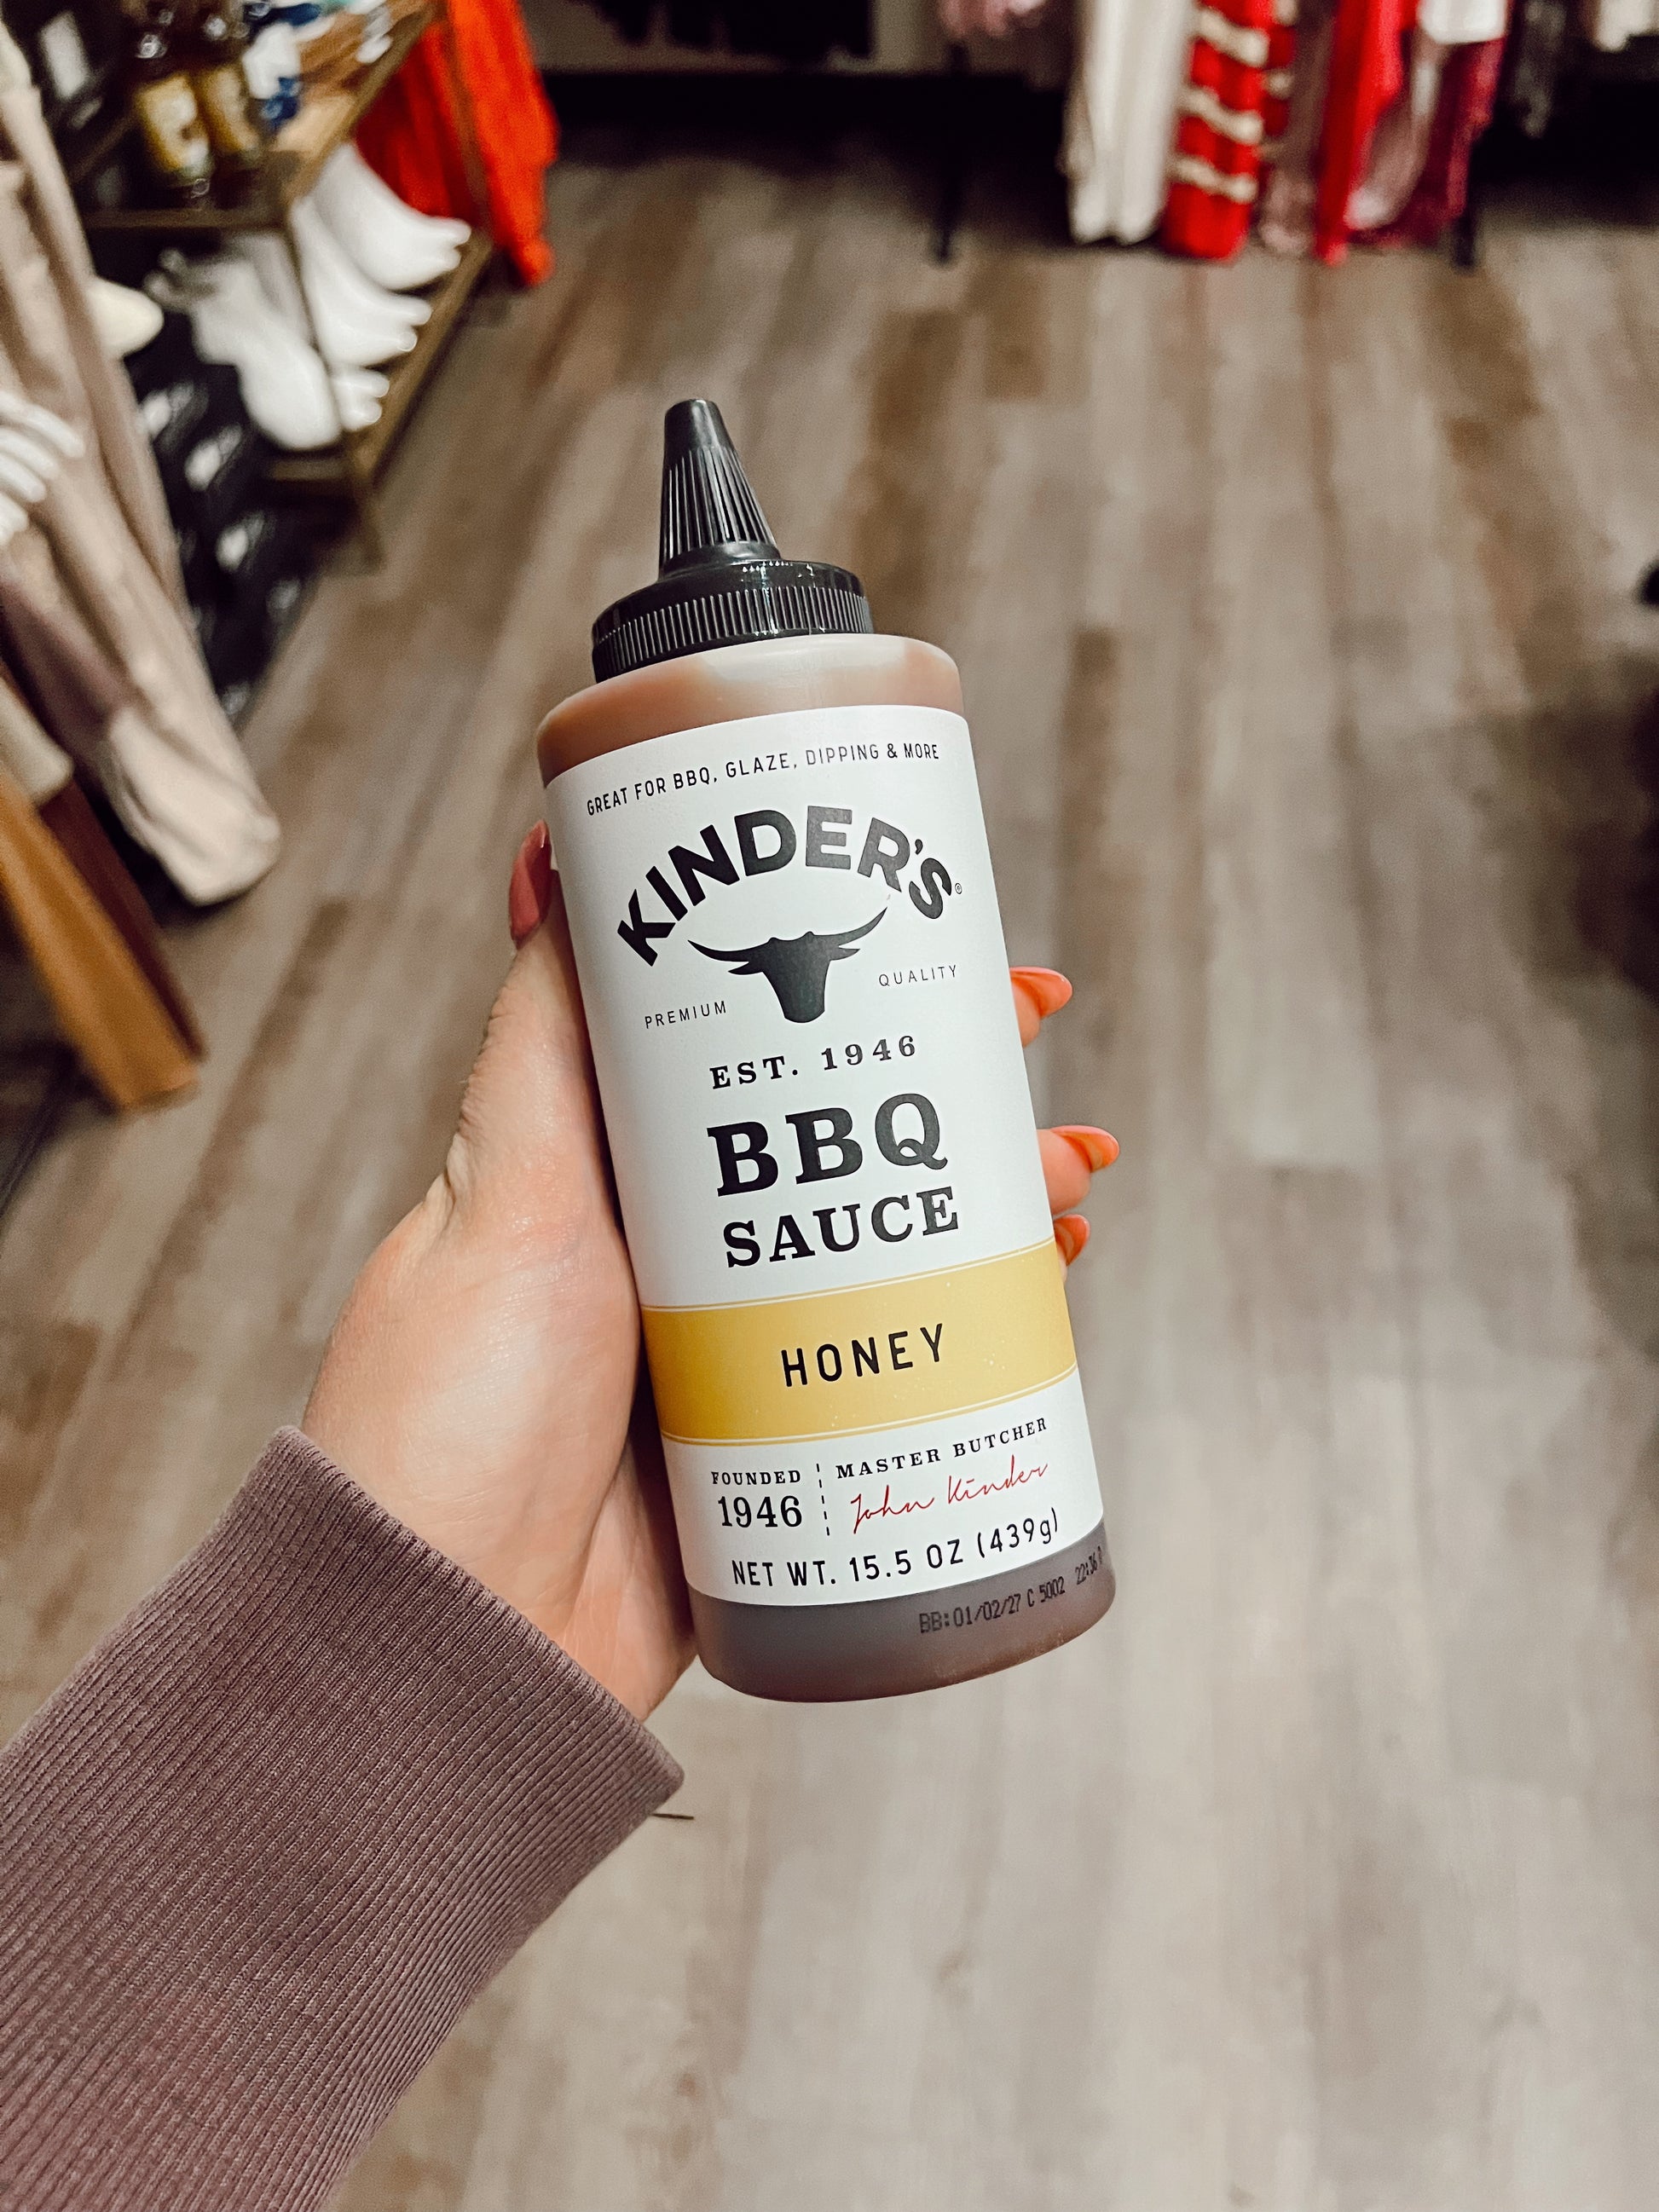 GREAT FOR BBQ, GLAZE, DIPPING & MORE
KINDER'S®
PREMIUM QUALITY
EST. 1946
BBQ
SAUCE
HONEY
FOUNDED
1946
MASTER BUTCHER
John Kinder
NET WT. 15.5 OZ (439g)
BB:01/02/27 C 5002